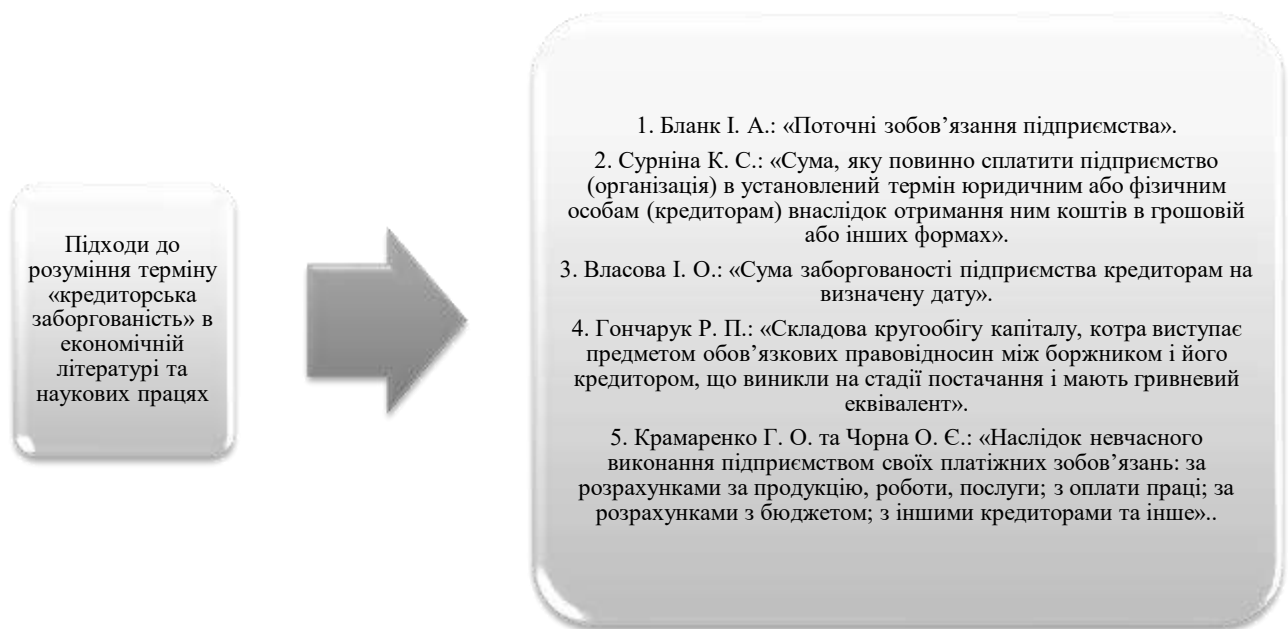 Підходи до
розуміння терміну
«кредиторська
заборгованість» в
економічній
літературі та
наукових працях
1. Бланк І. А.: «Поточні зобов’язання підприємства».
2. Сурніна К. С.: «Сума, яку повинно сплатити підприємство
(організація) в установлений термін юридичним або фізичним
особам (кредиторам) внаслідок отримання ним коштів в грошовій
або інших формах».
3. Власова І. О.: «Сума заборгованості підприємства кредиторам на
визначену дату».
4. Гончарук Р. П.: «Складова кругообігу капіталу, котра виступає
предметом обов’язкових правовідносин між боржником і його
кредитором, що виникли на стадії постачання і мають гривневий
еквівалент».
5. Крамаренко Г. О. та Чорна О. Є.: «Наслідок невчасного
виконання підприємством своїх платіжних зобов’язань: за
розрахунками за продукцію, роботи, послуги; з оплати праці; за
розрахунками з бюджетом; з іншими кредиторами та інше»..